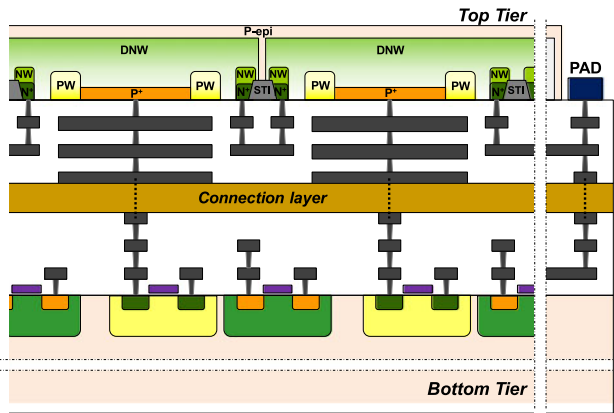 Top Tier
P-epi
DNW
DNW
PAD
NW
PW
PW
NW
NW
PW
PW
NW
N+
P⁺
N+
STI
N+
P⁺
N+
STI
Connection layer
Bottom Tier